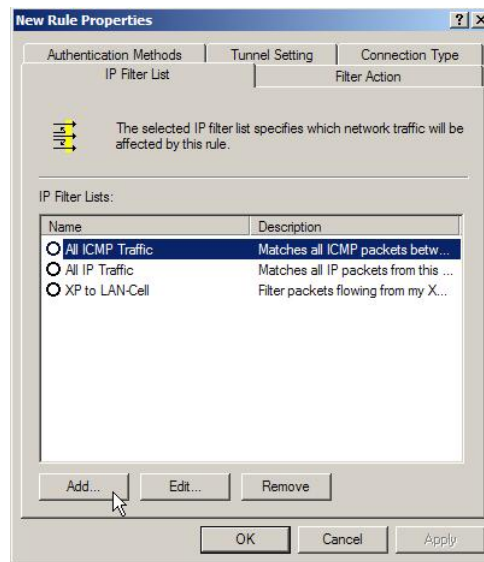 New Rule Properties
Authentication Methods Tunnel Setting Connection Type
IP Filter List Filter Action
The selected IP filter list specifies which network traffic will be
affected by this rule.
IP Filter Lists:
Name Description
All ICMP Traffic Matches all ICMP packets betw...
All IP Traffic Matches all IP packets from this ...
XP to LAN-Cell Filter packets flowing from my X...
Add... Edit... Remove
OK Cancel Apply